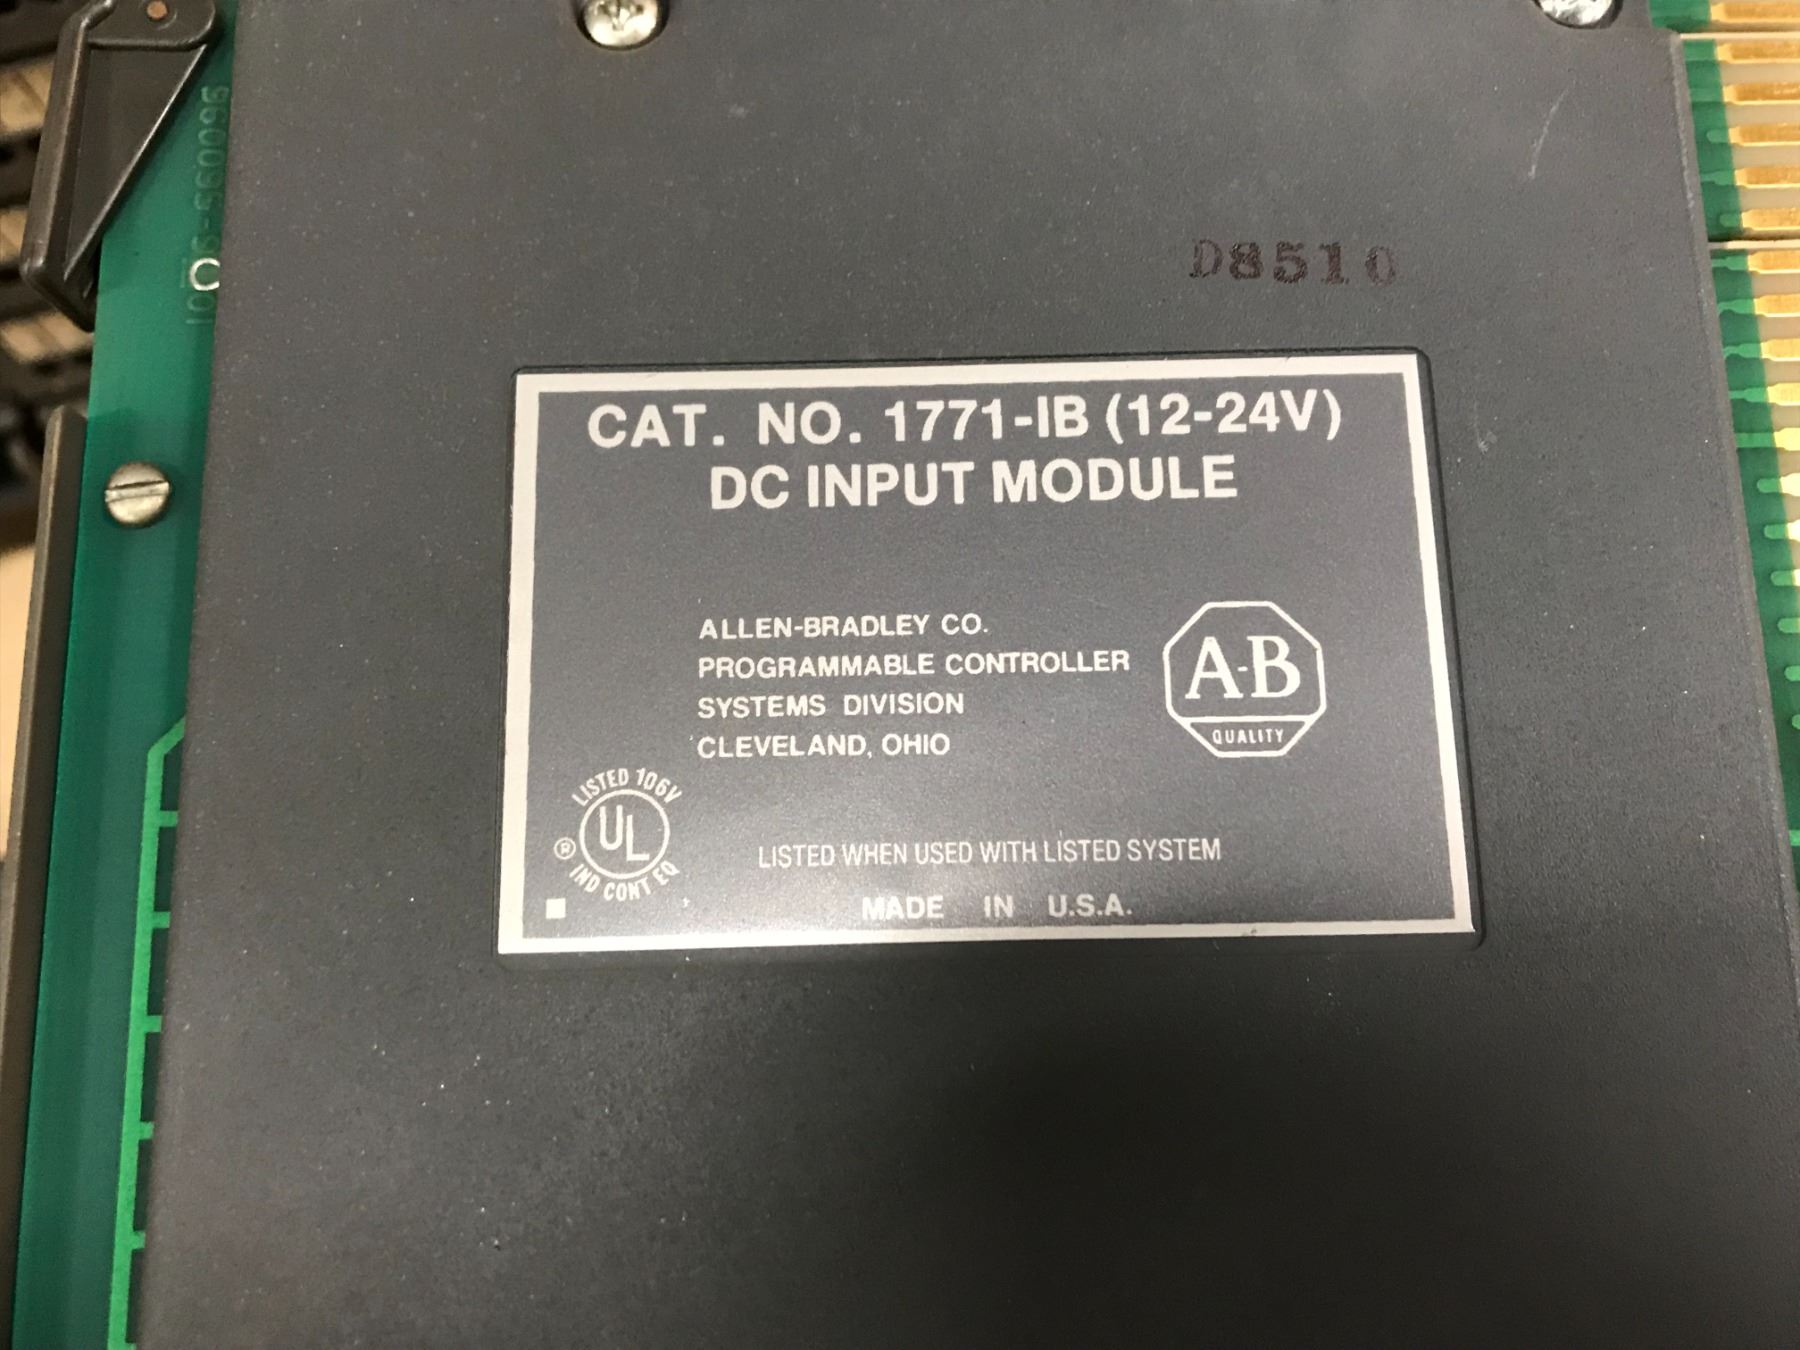 D8510
CAT. NO. 1771-IB (12-24V)
DC INPUT MODULE
ALLEN-BRADLEY CO.
PROGRAMMABLE CONTROLLER
SYSTEMS DIVISION
CLEVELAND, OHIO
A-B
QUALITY
LISTED 106V
UL
®
IND CONT EQ
LISTED WHEN USED WITH LISTED SYSTEM
MADE IN U.S.A.